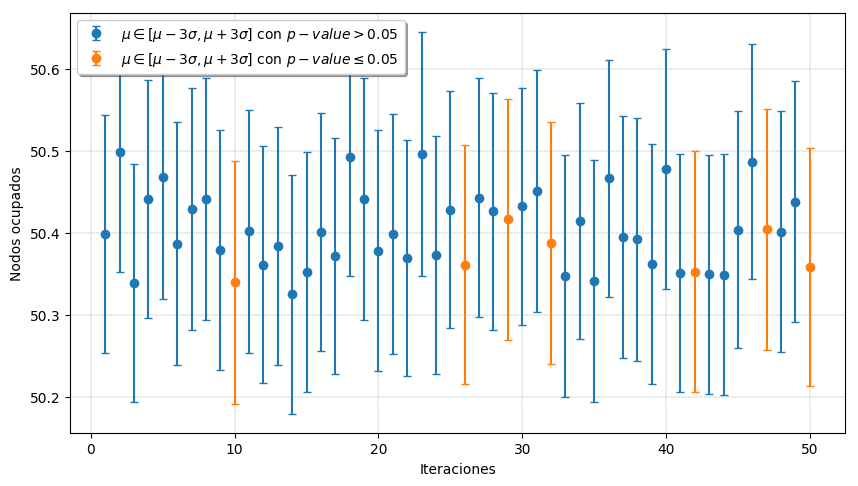 μ ∈ [μ − 3σ, μ + 3σ] con p − value > 0.05
μ ∈ [μ − 3σ, μ + 3σ] con p − value ≤ 0.05
Nodos ocupados
50.6
50.5
50.4
50.3
50.2
0 10 20 30 40 50
Iteraciones